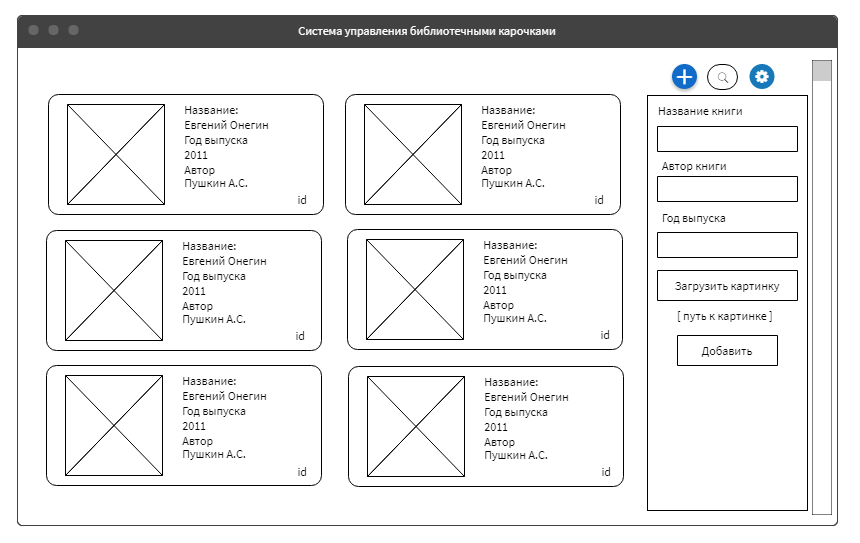 Система управления библиотечными карочками
Название:
Евгений Онегин
Год выпуска
2011
Автор
Пушкин А.С.
id
Название:
Евгений Онегин
Год выпуска
2011
Автор
Пушкин А.С.
id
Название:
Евгений Онегин
Год выпуска
2011
Автор
Пушкин А.С.
id
Название:
Евгений Онегин
Год выпуска
2011
Автор
Пушкин А.С.
id
Название:
Евгений Онегин
Год выпуска
2011
Автор
Пушкин А.С.
id
Название:
Евгений Онегин
Год выпуска
2011
Автор
Пушкин А.С.
id
Название книги
Автор книги
Год выпуска
Загрузить картинку
[ путь к картинке ]
Добавить